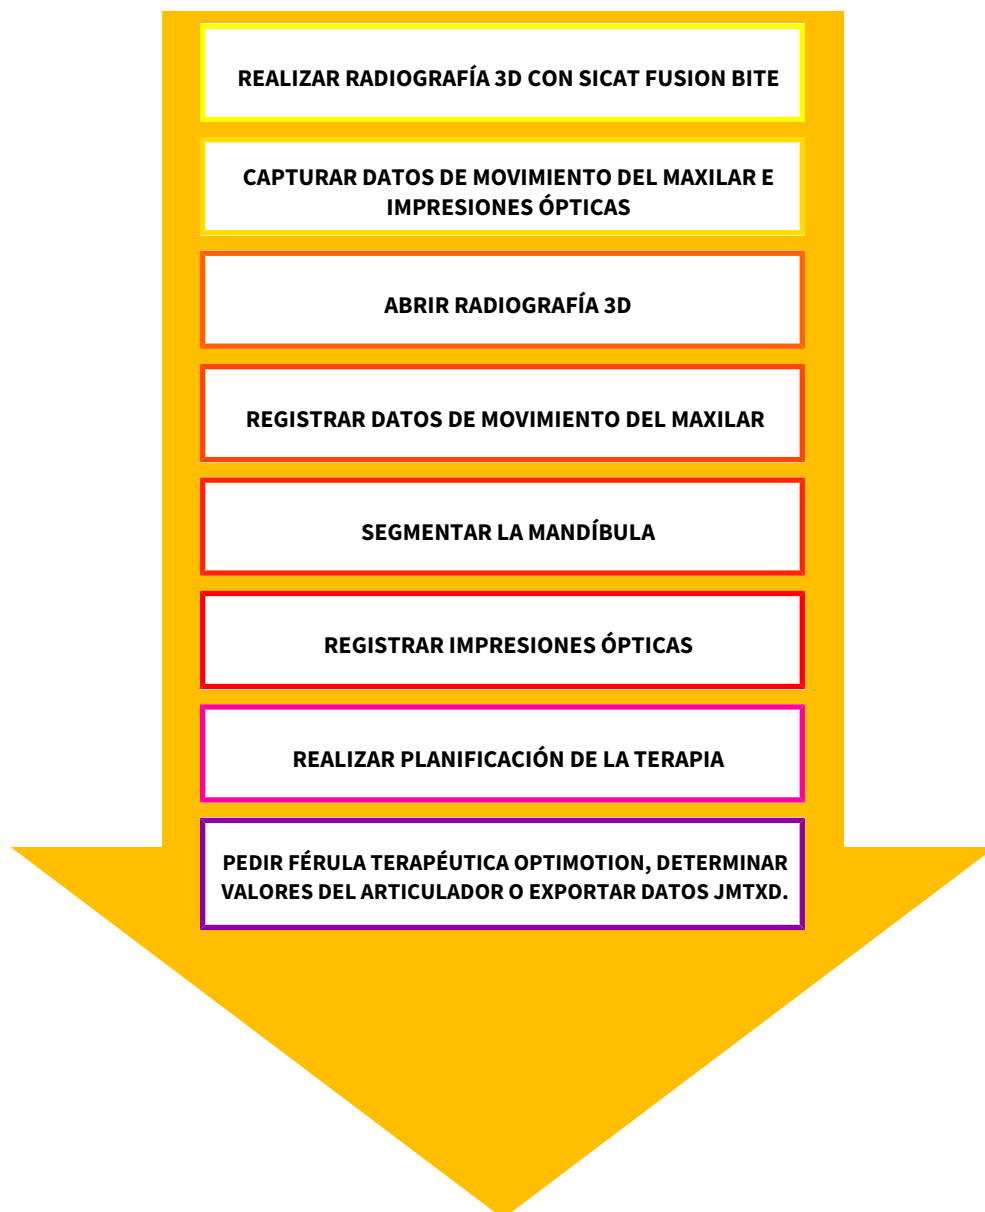 REALIZAR RADIOGRAFÍA 3D CON SICAT FUSION BITE
CAPTURAR DATOS DE MOVIMIENTO DEL MAXILAR E
IMPRESIONES ÓPTICAS
ABRIR RADIOGRAFÍA 3D
REGISTRAR DATOS DE MOVIMIENTO DEL MAXILAR
SEGMENTAR LA MANDÍBULA
REGISTRAR IMPRESIONES ÓPTICAS
REALIZAR PLANIFICACIÓN DE LA TERAPIA
PEDIR FÉRULA TERAPÉUTICA OPTIMOTION, DETERMINAR
VALORES DEL ARTICULADOR O EXPORTAR DATOS JMTXD.